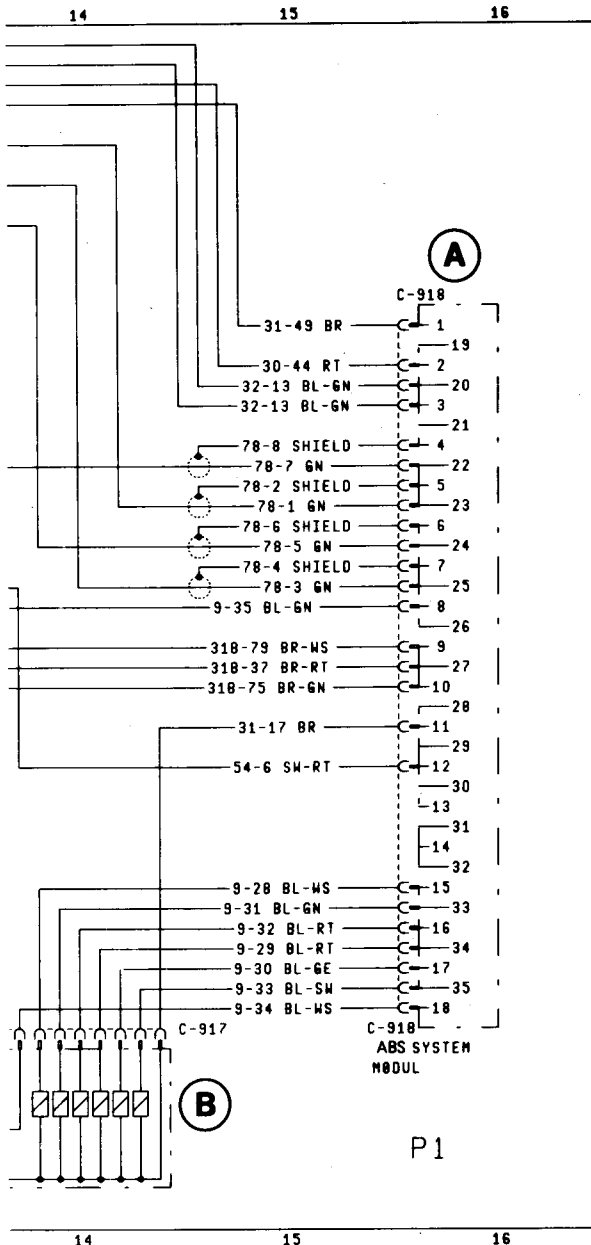 14 15 16
A
C-918
31-49 BR 1
19
30-44 RT 2
32-13 BL-GN 20
32-13 BL-GN 3
21
78-8 SHIELD 4
78-7 GN 22
78-2 SHIELD 5
78-1 GN 23
78-6 SHIELD 6
78-5 GN 24
78-4 SHIELD 7
78-3 GN 25
9-35 BL-GN 8
26
318-79 BR-WS 9
318-37 BR-RT 27
318-75 BR-GN 10
28
31-17 BR 11
29
54-6 SW-RT 12
30
13
31
14
32
9-28 BL-WS 15
9-31 BL-GN 33
9-32 BL-RT 16
9-29 BL-RT 34
9-30 BL-GE 17
9-33 BL-SW 35
9-34 BL-WS 18
C-917 C-918
ABS SYSTEM
MODUL
B
P1
14 15 16